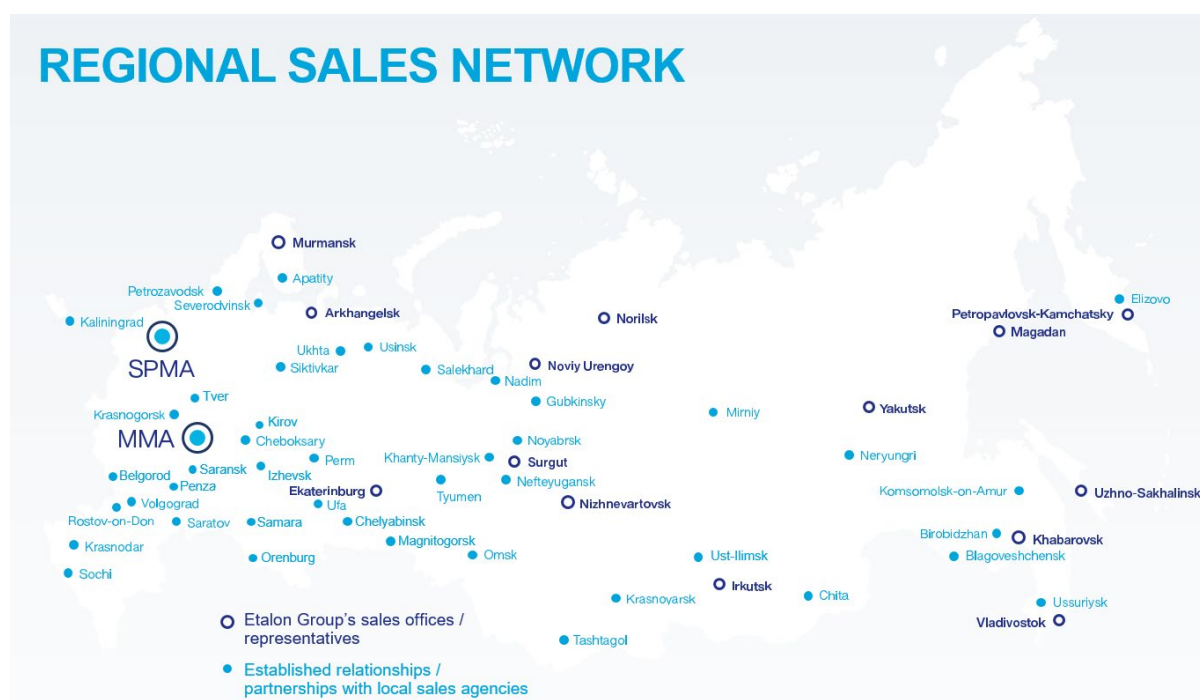 REGIONAL SALES NETWORK
Murmansk
Apatity
Petrozavodsk
Severodvinsk
Elizovo
Arkhangelsk
Kaliningrad
Norilsk
Petropavlovsk-Kamchatsky
Magadan
SPMA
Ukhta
Usinsk
Siktivkar
Salekhard
Noviy Urengoy
Nadim
Tver
Gubkinsky
Krasnogorsk
Mirniy
Yakutsk
Kirov
MMA
Cheboksary
Noyabrsk
Perm
Khanty-Mansiysk
Surgut
Neryungri
Belgorod
Saransk
Izhevsk
Penza
Nefteyugansk
Ekaterinburg
Tyumen
Komsomolsk-on-Amur
Uzhno-Sakhalinsk
Volgograd
Ufa
Nizhnevartovsk
Rostov-on-Don
Saratov
Samara
Chelyabinsk
Birobidzhan
Khabarovsk
Krasnodar
Magnitogorsk
Orenburg
Omsk
Ust-Ilimsk
Blagoveshchensk
Sochi
Irkutsk
Krasnoyarsk
Chita
Ussuriysk
Vladivostok
Etalon Group's sales offices /
representatives
Tashtagol
Established relationships /
partnerships with local sales agencies